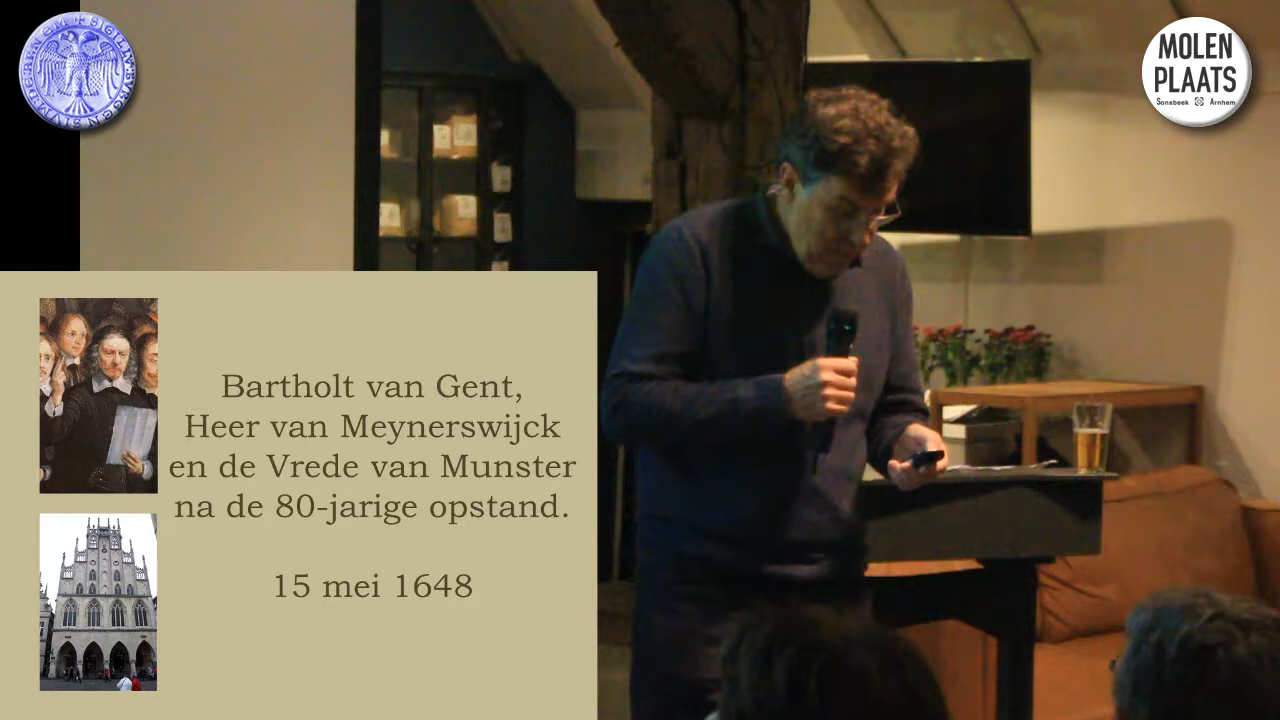 MOLEN
PLAATS
Sonsbeek Arnhem
Bartholt van Gent,
Heer van Meynerswijck
en de Vrede van Munster
na de 80-jarige opstand.
15 mei 1648